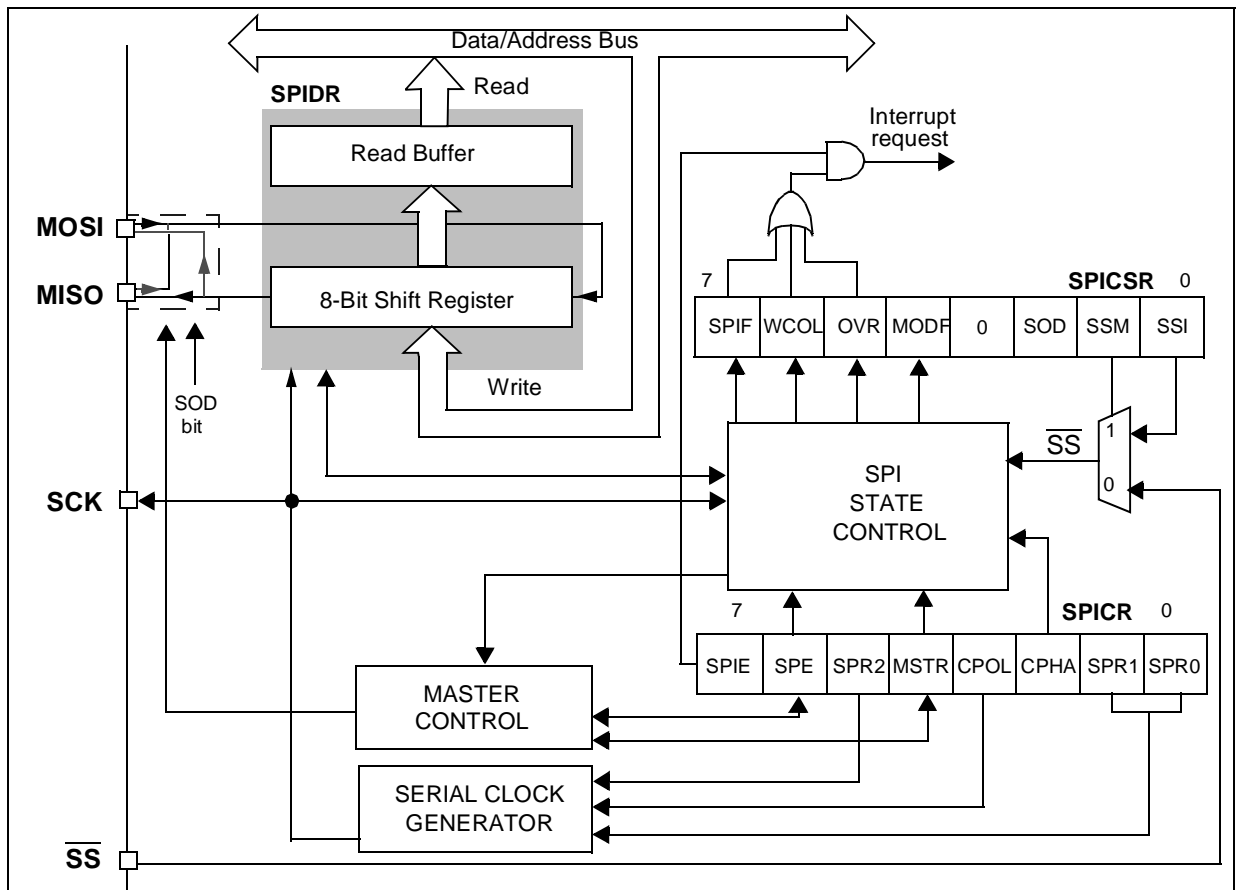 Data/Address Bus
SPIDR
Read
Interrupt
request
Read Buffer
MOSI
MISO
8-Bit Shift Register
7
SPICSR
0
SPIF
WCOL
OVR
MODF
0
SOD
SSM
SSI
Write
SOD
bit
1
SS
0
SCK
SPI
STATE
CONTROL
7
SPICR
0
SPIE
SPE
SPR2
MSTR
CPOL
CPHA
SPR1
SPR0
MASTER
CONTROL
SERIAL CLOCK
GENERATOR
SS